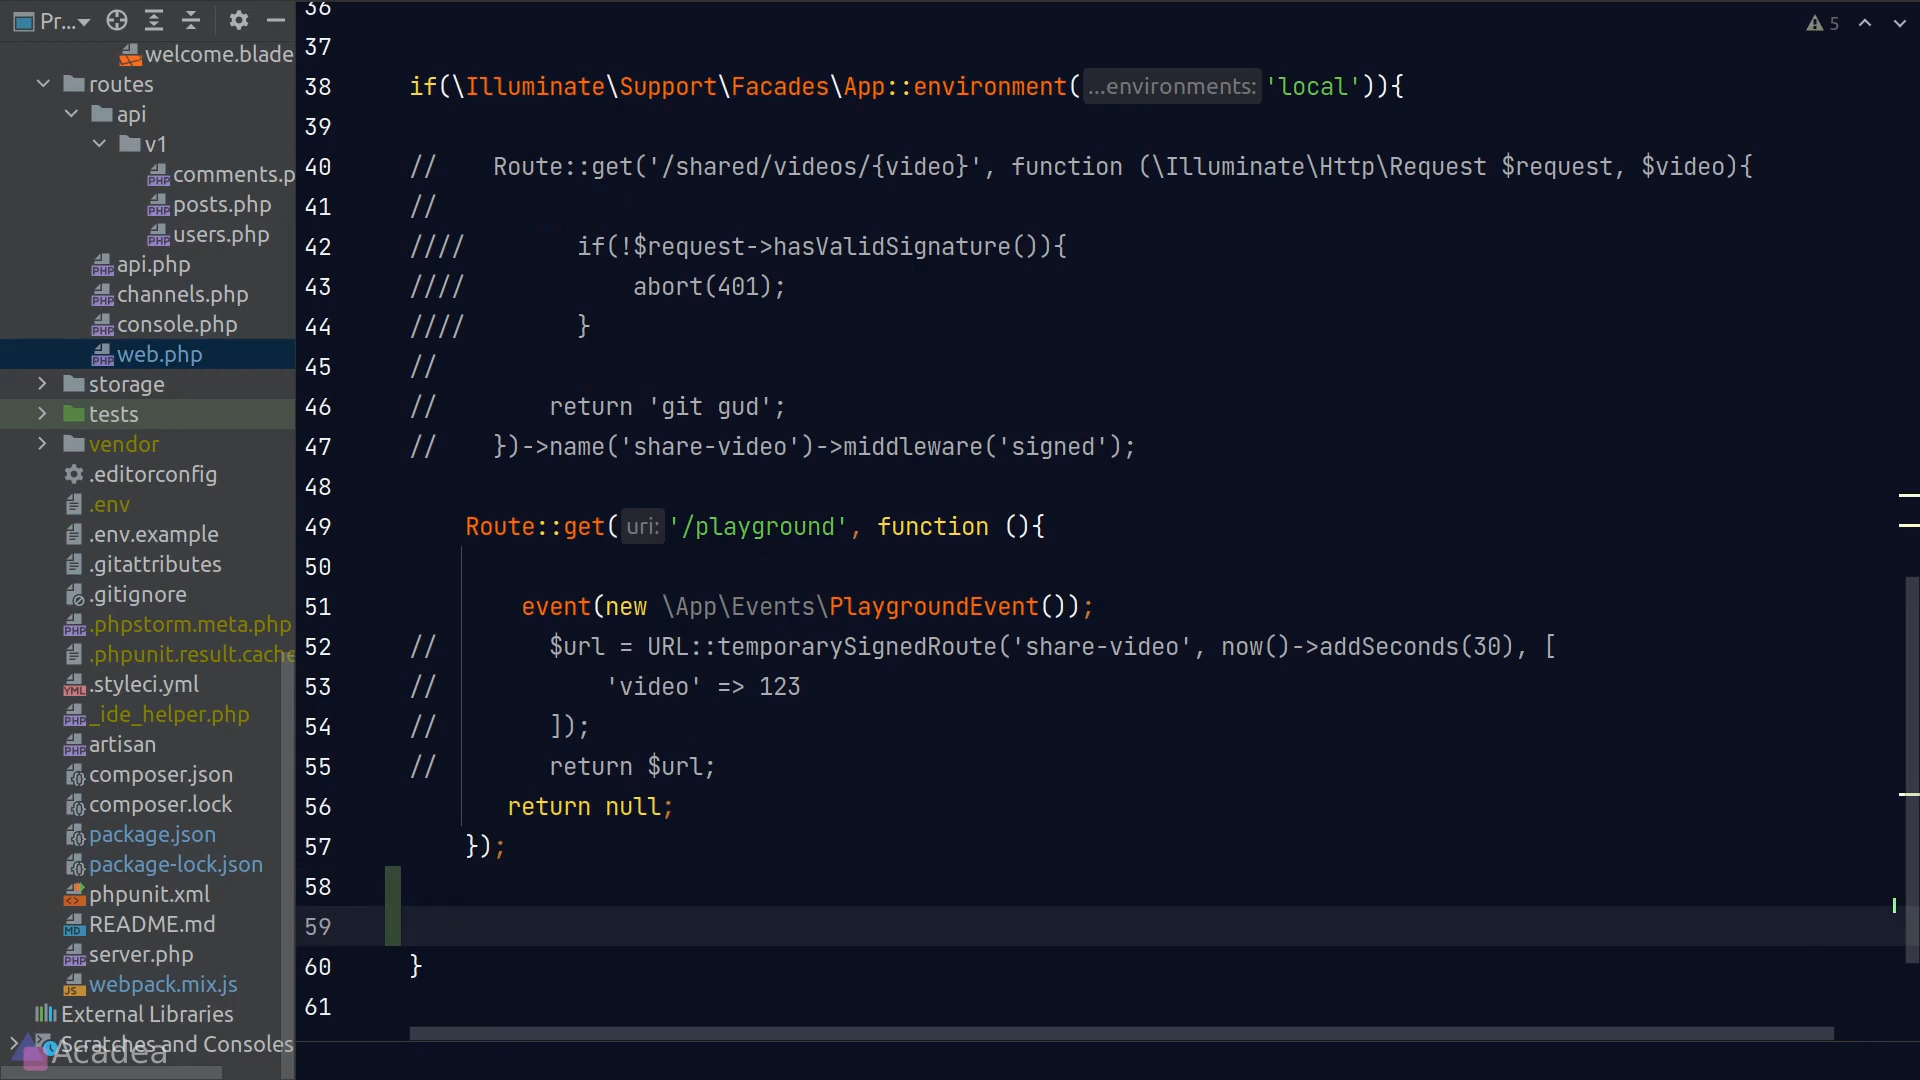 Pr...
welcome.blade
routes
api
v1
comments.p
posts.php
users.php
api.php
channels.php
console.php
web.php
storage
tests
vendor
.editorconfig
.env
.env.example
.gitattributes
.gitignore
.phpstorm.meta.php
.phpunit.result.cache
.styleci.yml
_ide_helper.php
artisan
composer.json
composer.lock
package.json
package-lock.json
phpunit.xml
README.md
server.php
webpack.mix.js
External Libraries
Scratches and Consoles
Acadea
5
36
37
38 if(\Illuminate\Support\Facades\App::environment( ...environments: 'local')){
39
40 //    Route::get('/shared/videos/{video}', function (\Illuminate\Http\Request $request, $video){
41 //
42 ////        if(!$request->hasValidSignature()){
43 ////            abort(401);
44 ////        }
45 //
46 //        return 'git gud';
47 //    })->name('share-video')->middleware('signed');
48
49     Route::get( uri: '/playground', function (){
50
51         event(new \App\Events\PlaygroundEvent());
52 //        $url = URL::temporarySignedRoute('share-video', now()->addSeconds(30), [
53 //            'video' => 123
54 //        ]);
55 //        return $url;
56        return null;
57     });
58
59
60 }
61